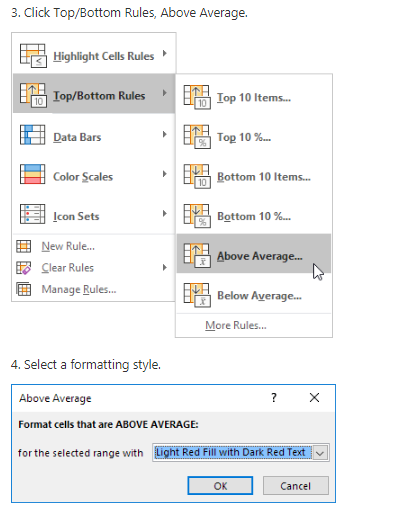 3. Click Top/Bottom Rules, Above Average.
Highlight Cells Rules
Top/Bottom Rules
Data Bars
Color Scales
Icon Sets
New Rule...
Clear Rules
Manage Rules...
Top 10 Items...
Top 10 %...
Bottom 10 Items...
Bottom 10 %...
Above Average...
Below Average...
More Rules...
4. Select a formatting style.
Above Average ? X
Format cells that are ABOVE AVERAGE:
for the selected range with Light Red Fill with Dark Red Text
OK Cancel